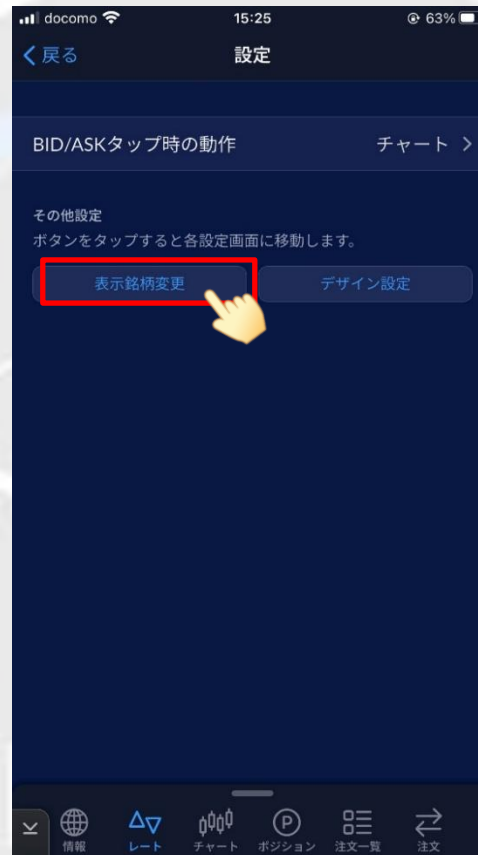 docomo 15:25 63%
戻る 設定
BID/ASKタップ時の動作 チャート
その他設定
ボタンをタップすると各設定画面に移動します。
表示銘柄変更 デザイン設定
P
情報 レート チャート ポジション 注文一覧 注文